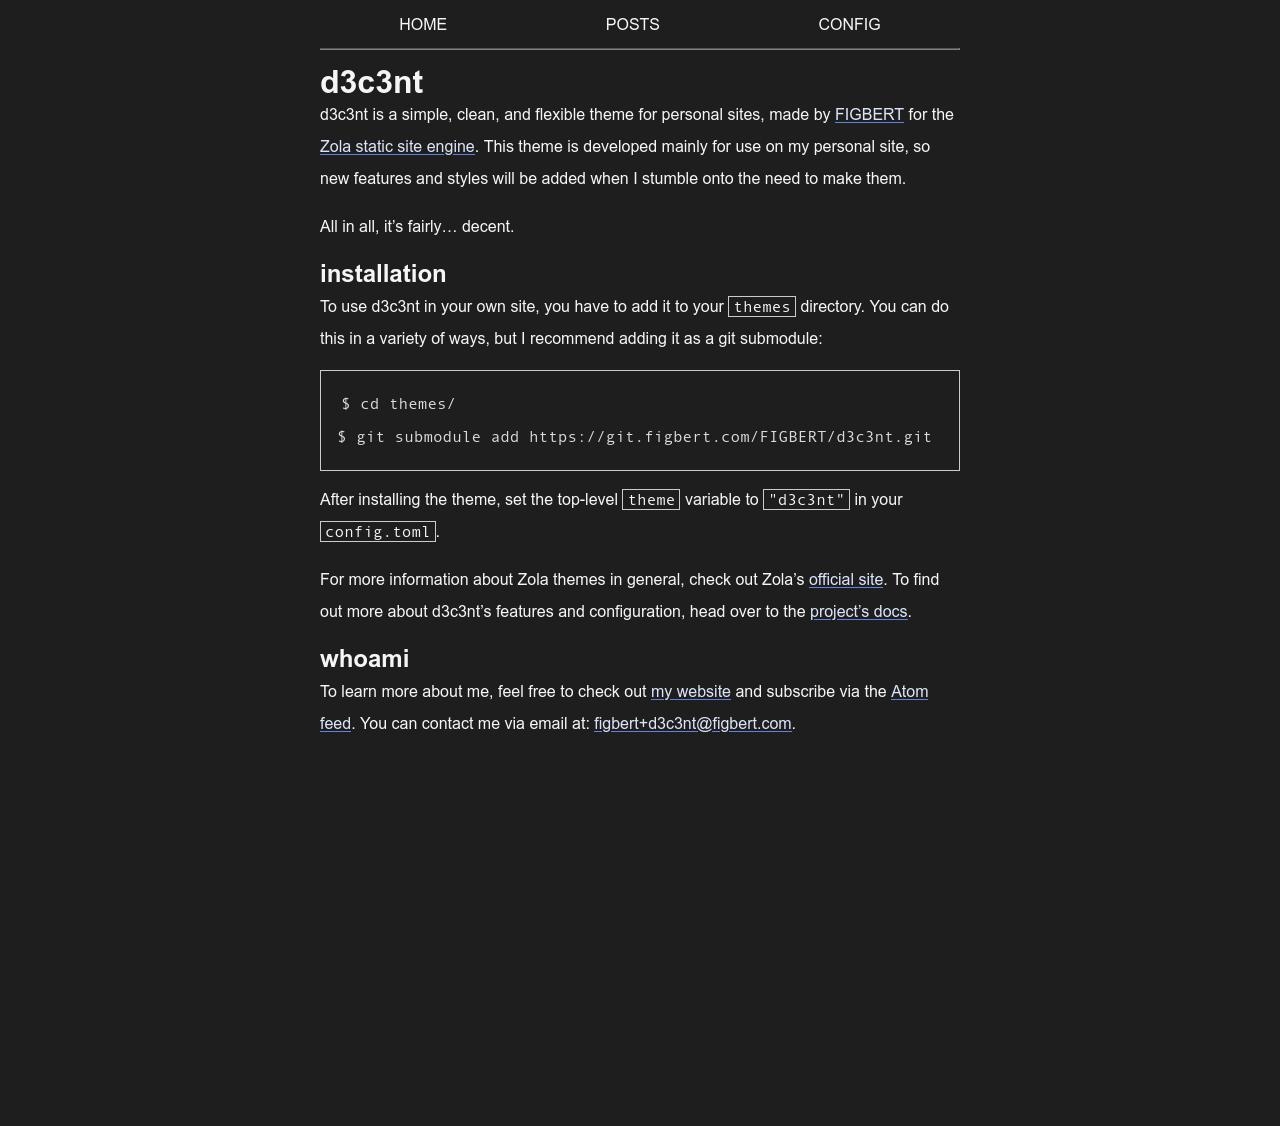 HOME POSTS CONFIG
d3c3nt
d3c3nt is a simple, clean, and flexible theme for personal sites, made by FIGBERT for the
Zola static site engine. This theme is developed mainly for use on my personal site, so
new features and styles will be added when I stumble onto the need to make them.
All in all, it’s fairly… decent.
installation
To use d3c3nt in your own site, you have to add it to your themes directory. You can do
this in a variety of ways, but I recommend adding it as a git submodule:
$ cd themes/
$ git submodule add https://git.figbert.com/FIGBERT/d3c3nt.git
After installing the theme, set the top-level theme variable to "d3c3nt" in your
config.toml.
For more information about Zola themes in general, check out Zola’s official site. To find
out more about d3c3nt’s features and configuration, head over to the project’s docs.
whoami
To learn more about me, feel free to check out my website and subscribe via the Atom
feed. You can contact me via email at: figbert+d3c3nt@figbert.com.